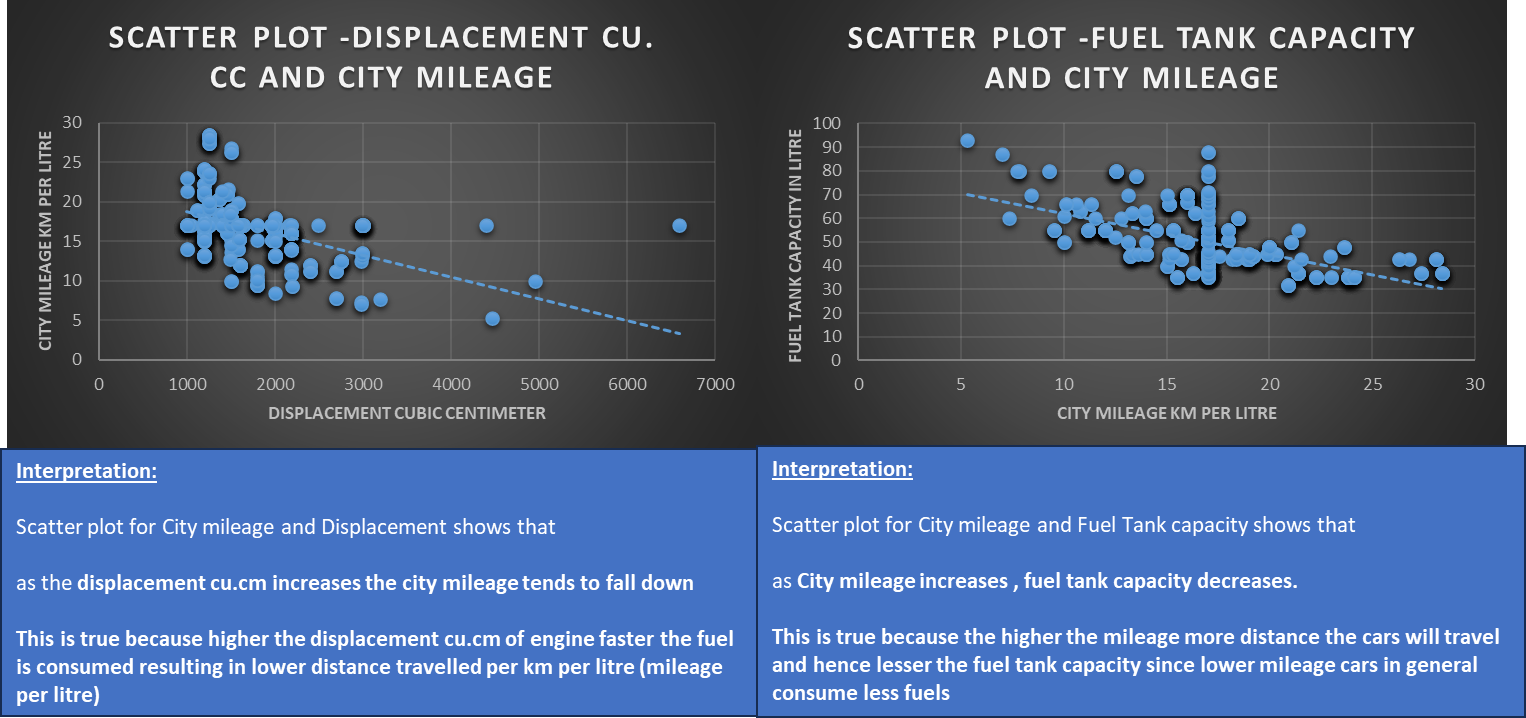 SCATTER PLOT -DISPLACEMENT CU.
CC AND CITY MILEAGE
CITY MILEAGE KM PER LITRE
30
25
20
15
10
5
0
0 1000 2000 3000 4000 5000 6000 7000
DISPLACEMENT CUBIC CENTIMETER
SCATTER PLOT -FUEL TANK CAPACITY
AND CITY MILEAGE
FUEL TANK CAPACITY IN LITRE
100
90
80
70
60
50
40
30
20
10
0
0 5 10 15 20 25 30
CITY MILEAGE KM PER LITRE
Interpretation:
Scatter plot for City mileage and Displacement shows that
as the displacement cu.cm increases the city mileage tends to fall down
This is true because higher the displacement cu.cm of engine faster the fuel
is consumed resulting in lower distance travelled per km per litre (mileage
per litre)
Interpretation:
Scatter plot for City mileage and Fuel Tank capacity shows that
as City mileage increases , fuel tank capacity decreases.
This is true because the higher the mileage more distance the cars will travel
and hence lesser the fuel tank capacity since lower mileage cars in general
consume less fuels